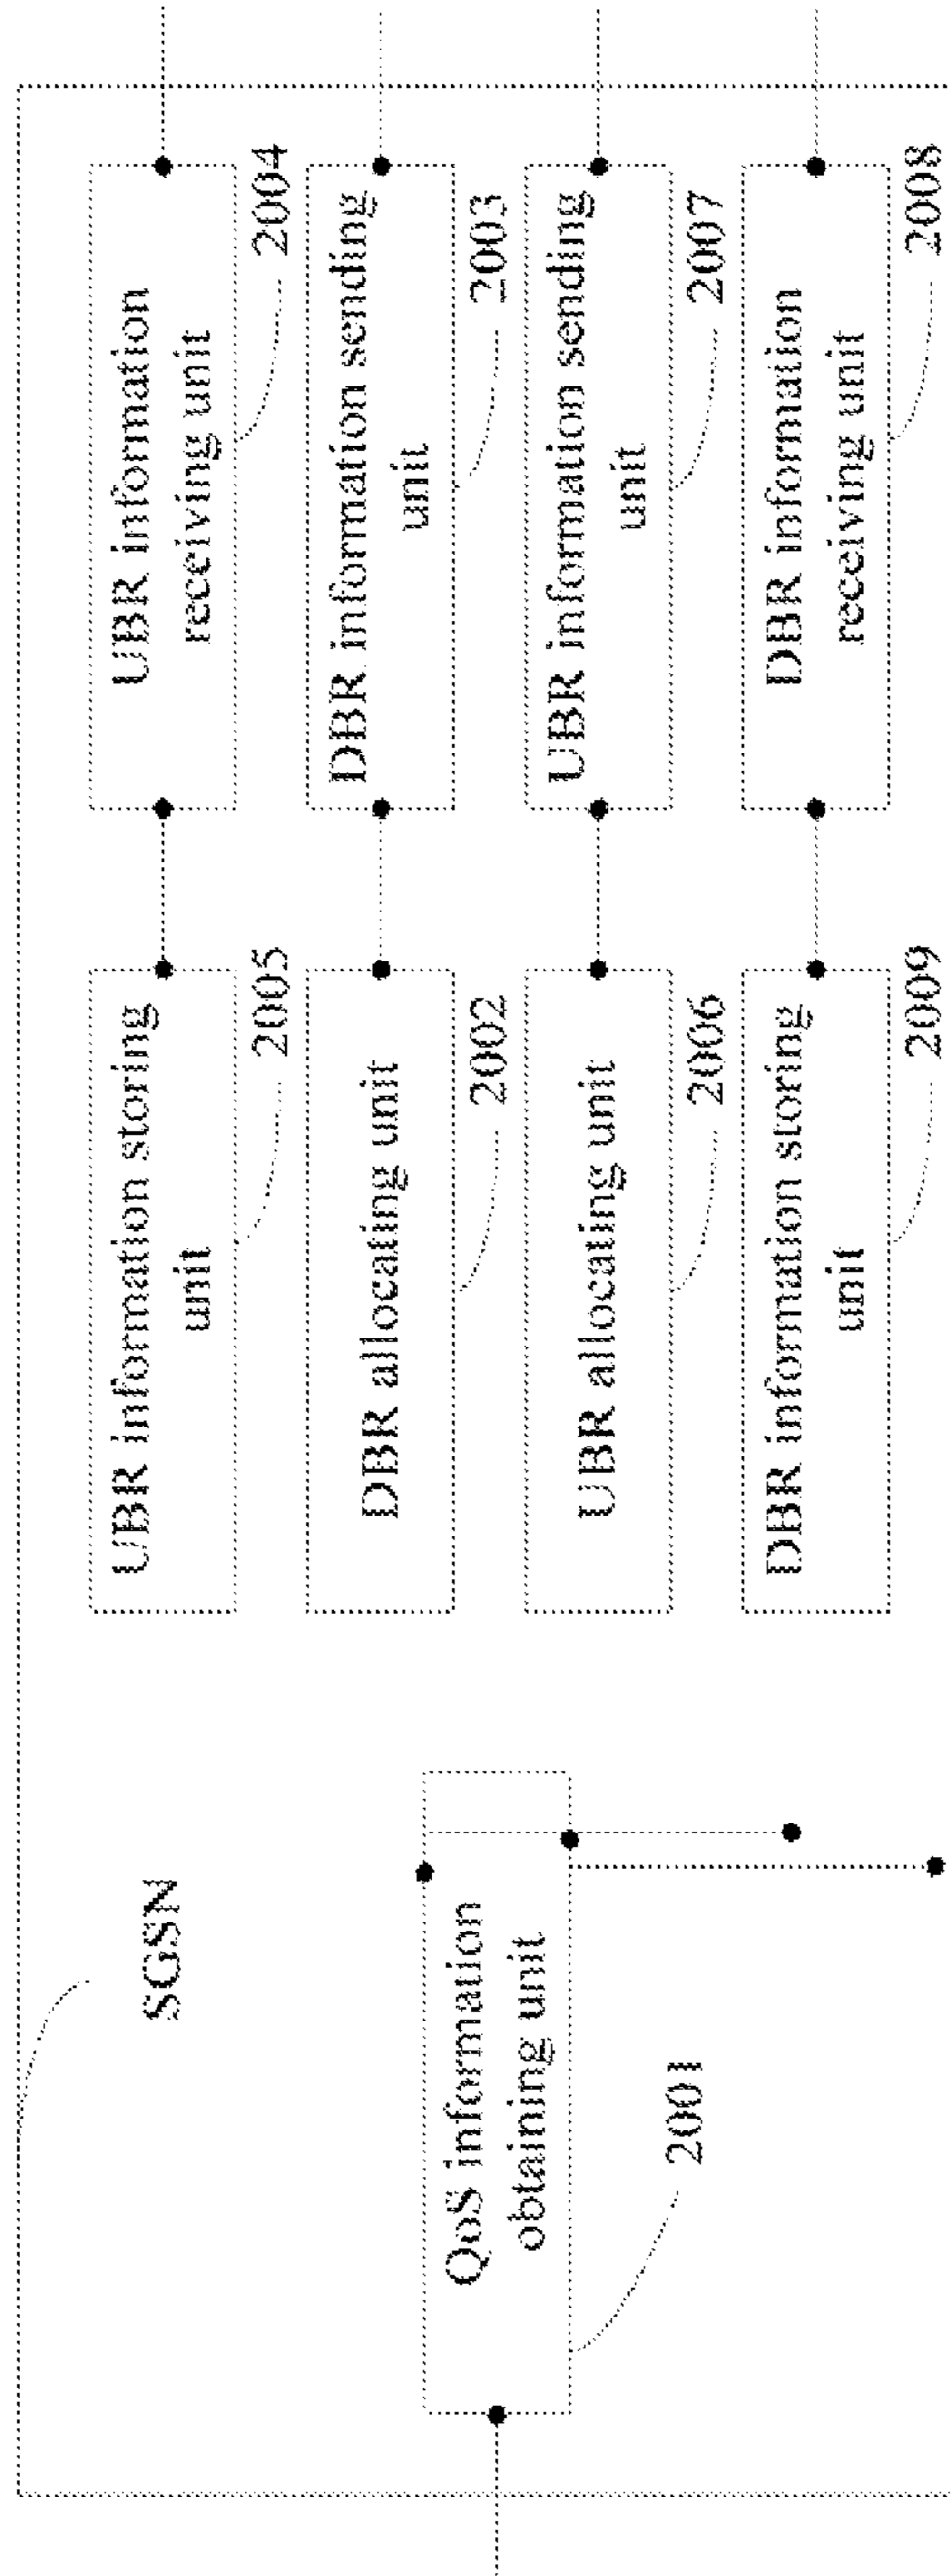 SGSN
QoS information
obtaining unit
2001
UBR information storing
unit
2005
UBR information
receiving unit
2004
DBR allocating unit
2002
DBR information sending
unit
2003
UBR allocating unit
2006
UBR information sending
unit
2007
DBR information storing
unit
2009
DBR information
receiving unit
2008